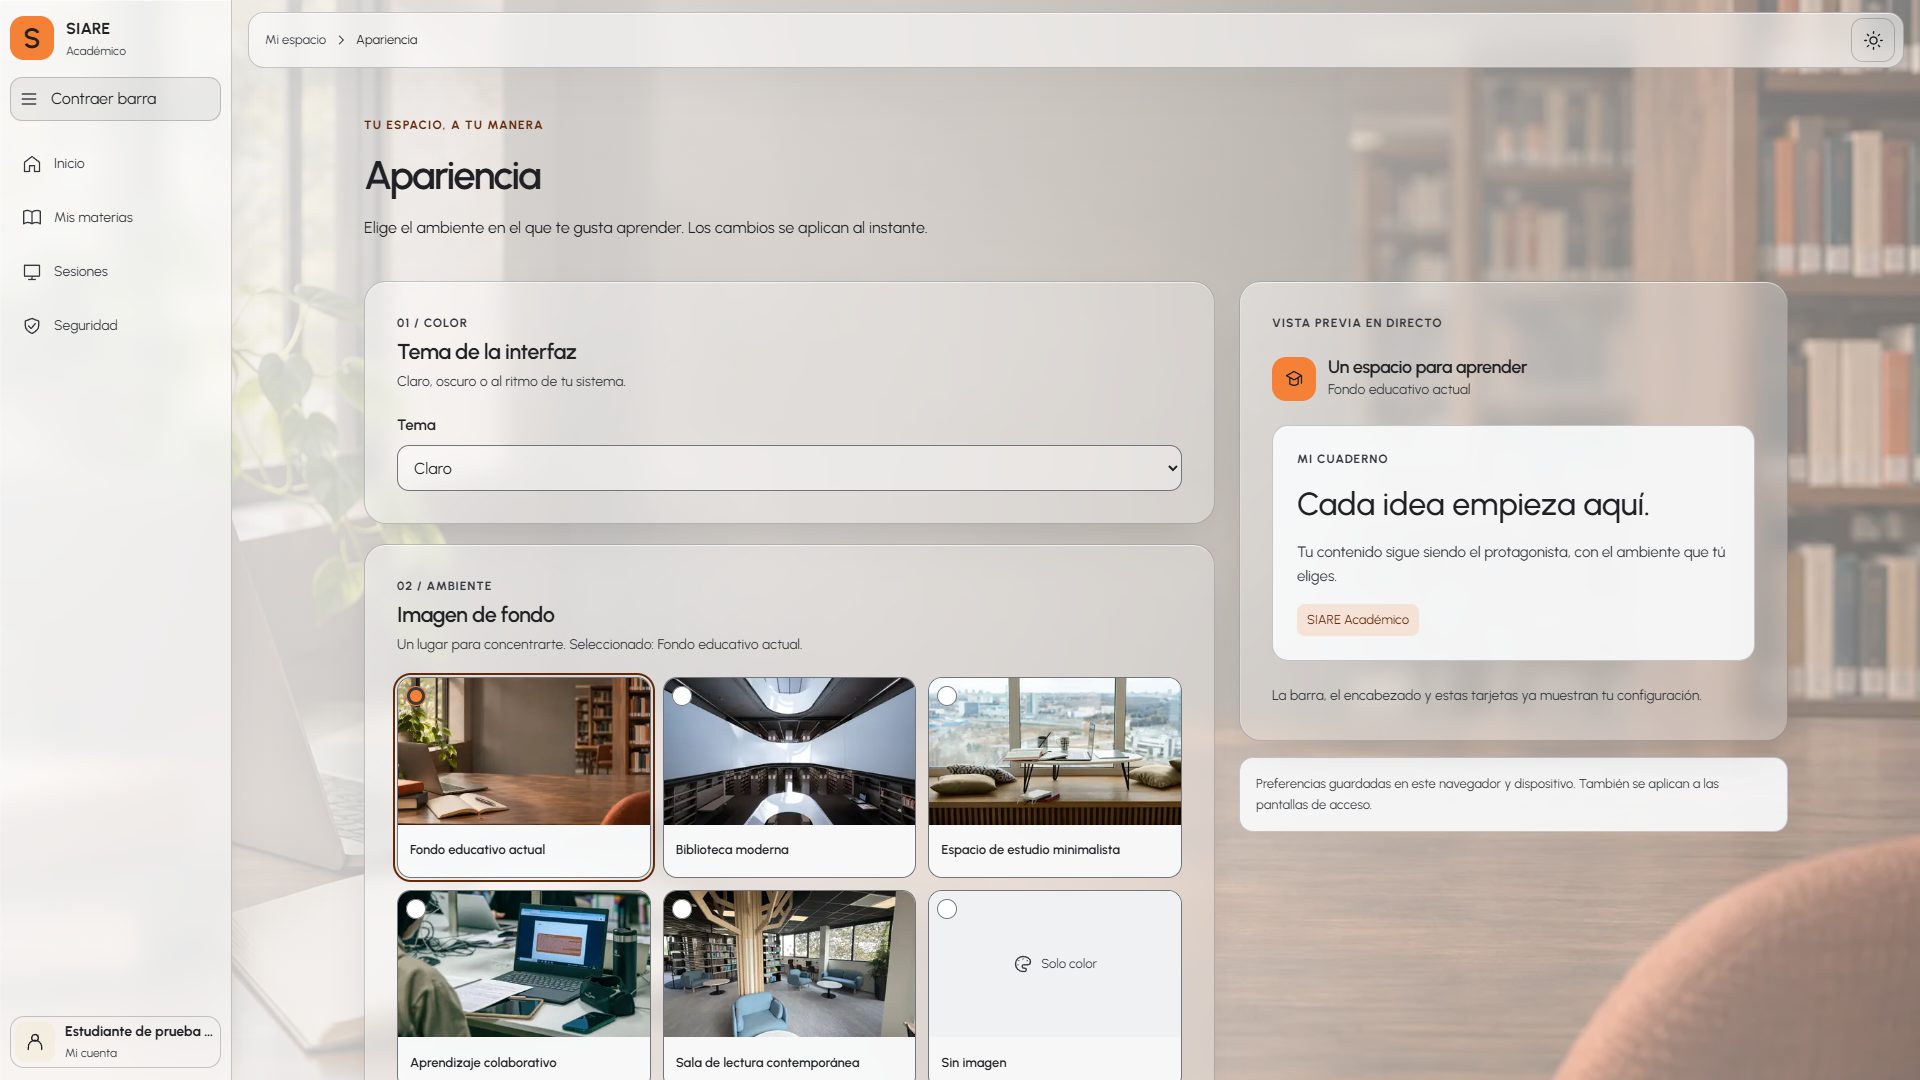 S
SIARE
Académico
Contraer barra
Inicio
Mis materias
Sesiones
Seguridad
Estudiante de prueba ...
Mi cuenta
Mi espacio > Apariencia
TU ESPACIO, A TU MANERA
Apariencia
Elige el ambiente en el que te gusta aprender. Los cambios se aplican al instante.
01 / COLOR
Tema de la interfaz
Claro, oscuro o al ritmo de tu sistema.
Tema
Claro
02 / AMBIENTE
Imagen de fondo
Un lugar para concentrarte. Seleccionado: Fondo educativo actual.
Fondo educativo actual
Biblioteca moderna
Espacio de estudio minimalista
Solo color
Aprendizaje colaborativo
Sala de lectura contemporánea
Sin imagen
VISTA PREVIA EN DIRECTO
Un espacio para aprender
Fondo educativo actual
MI CUADERNO
Cada idea empieza aquí.
Tu contenido sigue siendo el protagonista, con el ambiente que tú
eliges.
SIARE Académico
La barra, el encabezado y estas tarjetas ya muestran tu configuración.
Preferencias guardadas en este navegador y dispositivo. También se aplican a las
pantallas de acceso.